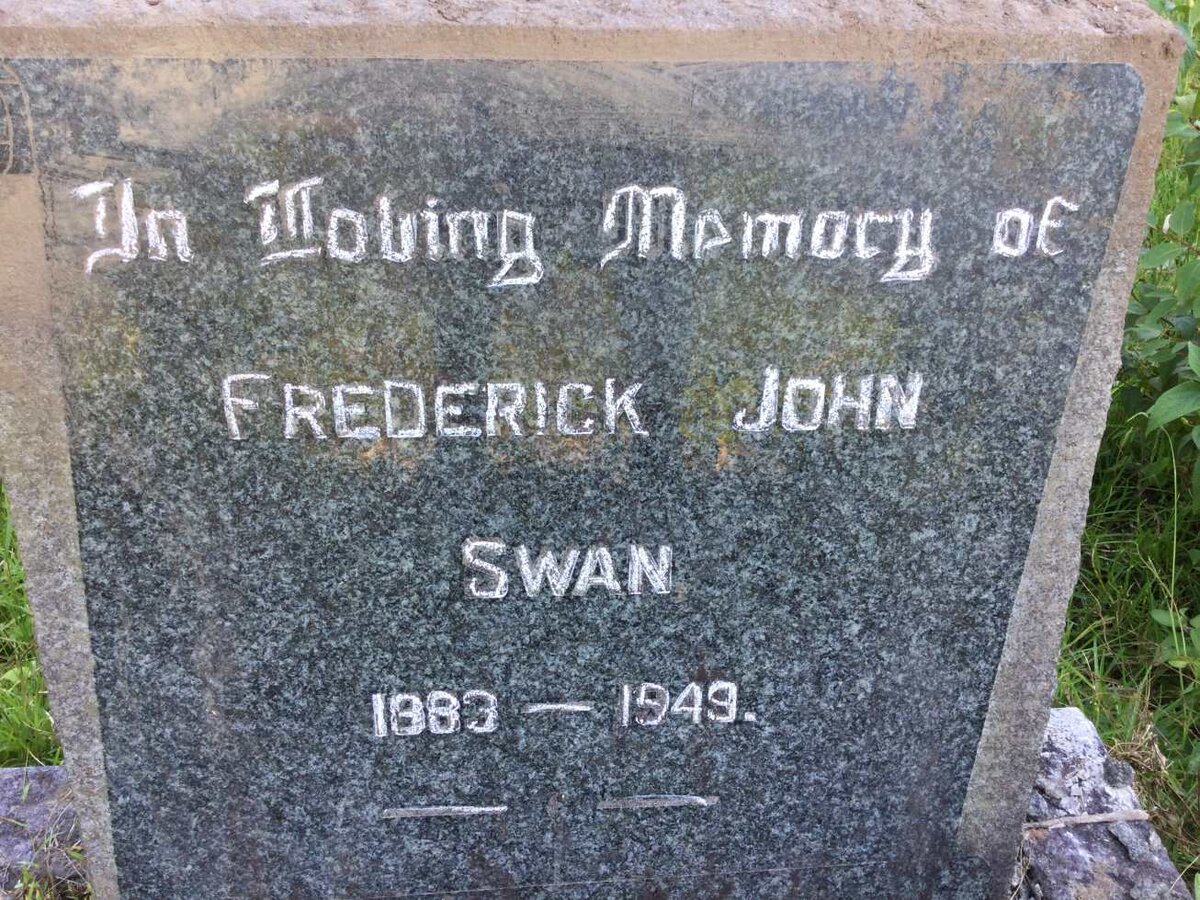 In Loving Memory of
FREDERICK JOHN
SWAN
1883 — 1949.